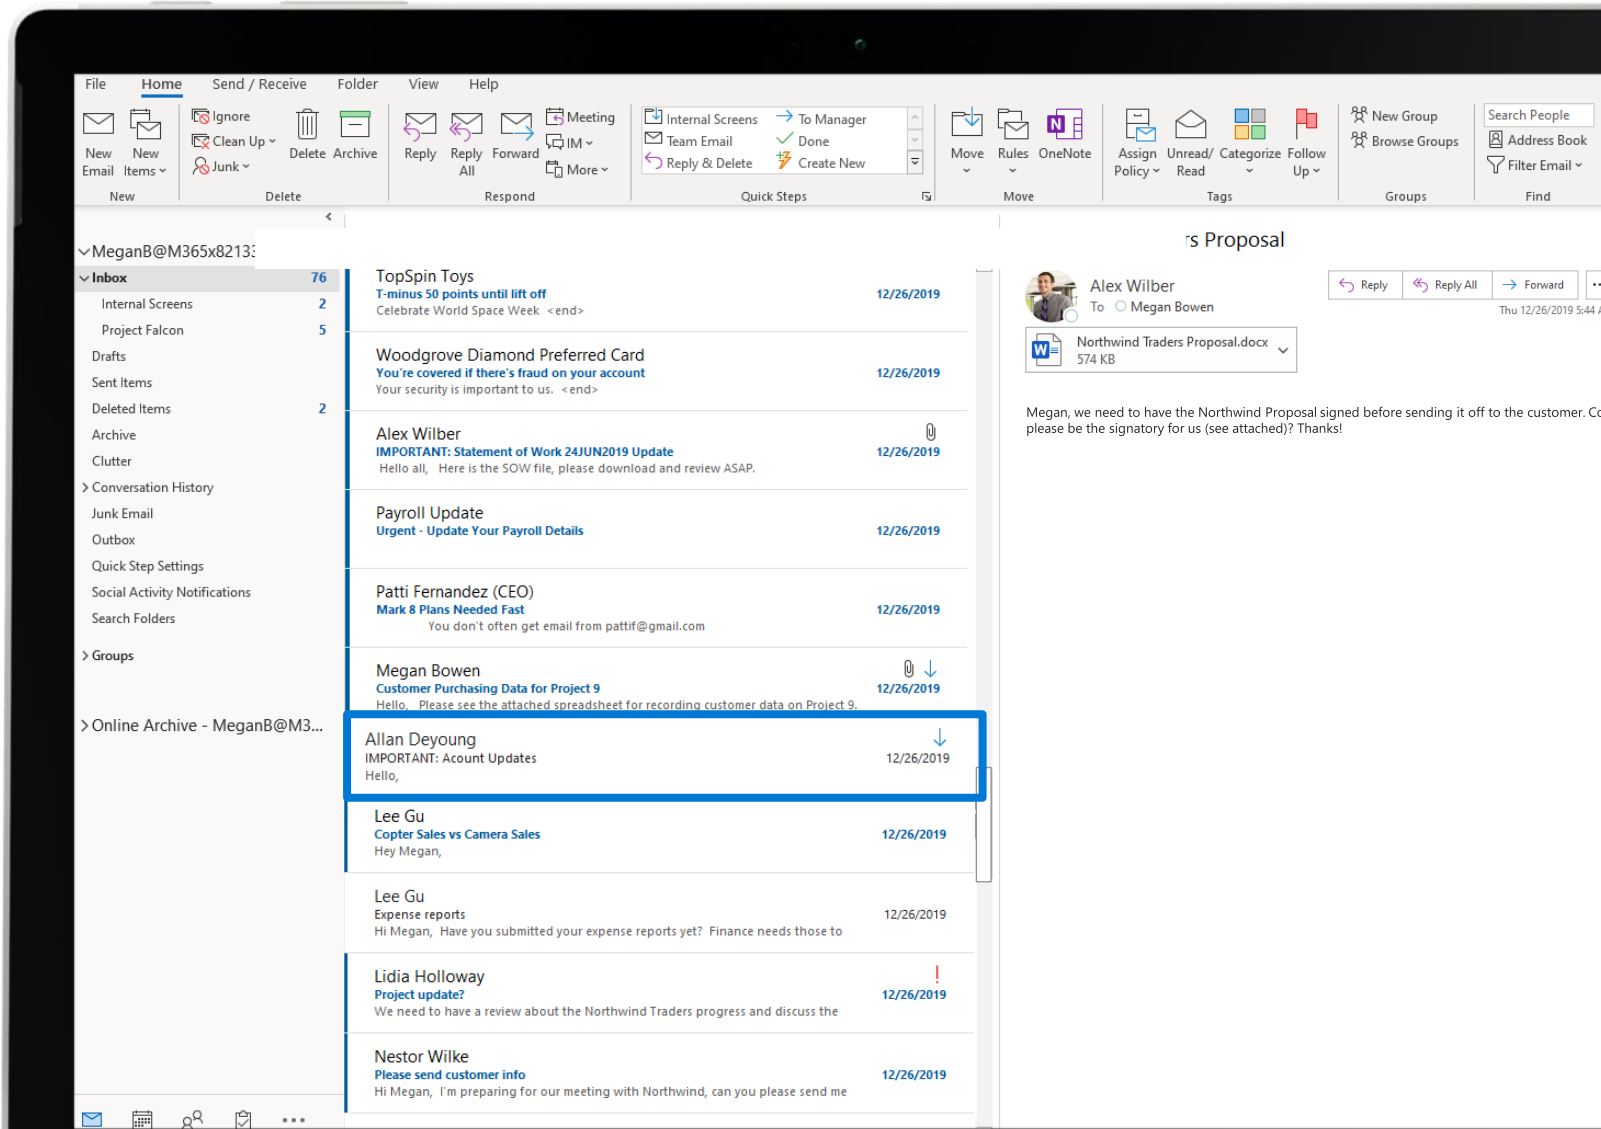 File Home Send / Receive Folder View Help
New Email
New Items
Ignore
Clean Up
Junk
Delete
Archive
Reply
Reply All
Forward
Meeting
IM
More
Internal Screens
Team Email
Reply & Delete
To Manager
Done
Create New
Move
Rules
OneNote
Assign Policy
Unread/ Read
Categorize
Follow Up
New Group
Browse Groups
Search People
Address Book
Filter Email
New Delete Respond Quick Steps Move Tags Groups Find
MeganB@M365x8213
Inbox 76
Internal Screens 2
Project Falcon 5
Drafts
Sent Items
Deleted Items 2
Archive
Clutter
Conversation History
Junk Email
Outbox
Quick Step Settings
Social Activity Notifications
Search Folders
Groups
Online Archive - MeganB@M3...
TopSpin Toys
T-minus 50 points until lift off 12/26/2019
Celebrate World Space Week <end>
Woodgrove Diamond Preferred Card
You're covered if there's fraud on your account 12/26/2019
Your security is important to us. <end>
Alex Wilber
IMPORTANT: Statement of Work 24JUN2019 Update 12/26/2019
Hello all, Here is the SOW file, please download and review ASAP.
Payroll Update
Urgent - Update Your Payroll Details 12/26/2019
Patti Fernandez (CEO)
Mark 8 Plans Needed Fast 12/26/2019
You don't often get email from pattif@gmail.com
Megan Bowen
Customer Purchasing Data for Project 9 12/26/2019
Hello, Please see the attached spreadsheet for recording customer data on Project 9.
Allan Deyoung
IMPORTANT: Acount Updates 12/26/2019
Hello,
Lee Gu
Copter Sales vs Camera Sales 12/26/2019
Hey Megan,
Lee Gu
Expense reports 12/26/2019
Hi Megan, Have you submitted your expense reports yet? Finance needs those to
Lidia Holloway
Project update? 12/26/2019
We need to have a review about the Northwind Traders progress and discuss the
Nestor Wilke
Please send customer info 12/26/2019
Hi Megan, I'm preparing for our meeting with Northwind, can you please send me
rs Proposal
Alex Wilber
To Megan Bowen
Reply Reply All Forward
Thu 12/26/2019 5:44 A
Northwind Traders Proposal.docx
574 KB
Megan, we need to have the Northwind Proposal signed before sending it off to the customer. Co
please be the signatory for us (see attached)? Thanks!